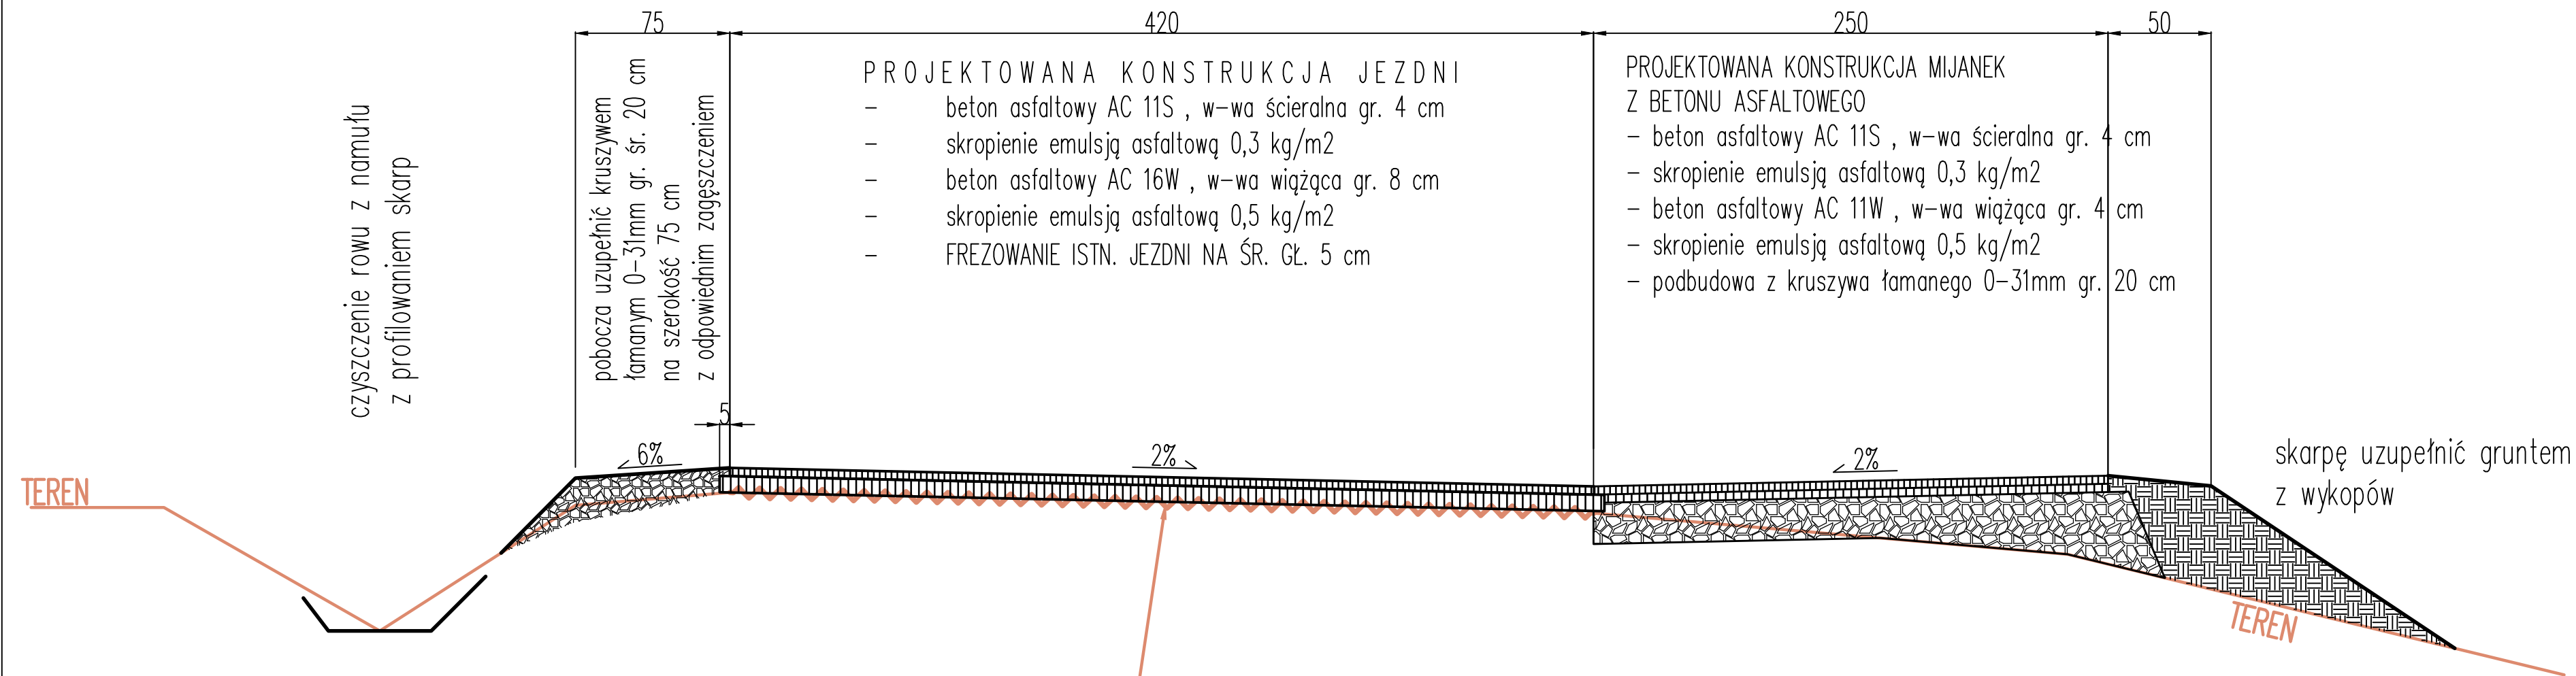 75
420
250
50
czyszczenie rowu z namułu
z profilowaniem skarp
pobocza uzupełnić kruszywem
łamanym 0-31mm gr. śr. 20 cm
na szerokość 75 cm
z odpowiednim zagęszczeniem
PROJEKTOWANA KONSTRUKCJA JEZDNI
- beton asfaltowy AC 11S , w-wa ścieralna gr. 4 cm
- skropienie emulsją asfaltową 0,3 kg/m2
- beton asfaltowy AC 16W , w-wa wiążąca gr. 8 cm
- skropienie emulsją asfaltową 0,5 kg/m2
- FREZOWANIE ISTN. JEZDNI NA ŚR. GŁ. 5 cm
PROJEKTOWANA KONSTRUKCJA MIJANEK
Z BETONU ASFALTOWEGO
- beton asfaltowy AC 11S , w-wa ścieralna gr. 4 cm
- skropienie emulsją asfaltową 0,3 kg/m2
- beton asfaltowy AC 11W , w-wa wiążąca gr. 4 cm
- skropienie emulsją asfaltową 0,5 kg/m2
- podbudowa z kruszywa łamanego 0-31mm gr. 20 cm
5
6%
2%
2%
skarpę uzupełnić gruntem
z wykopów
TEREN
TEREN